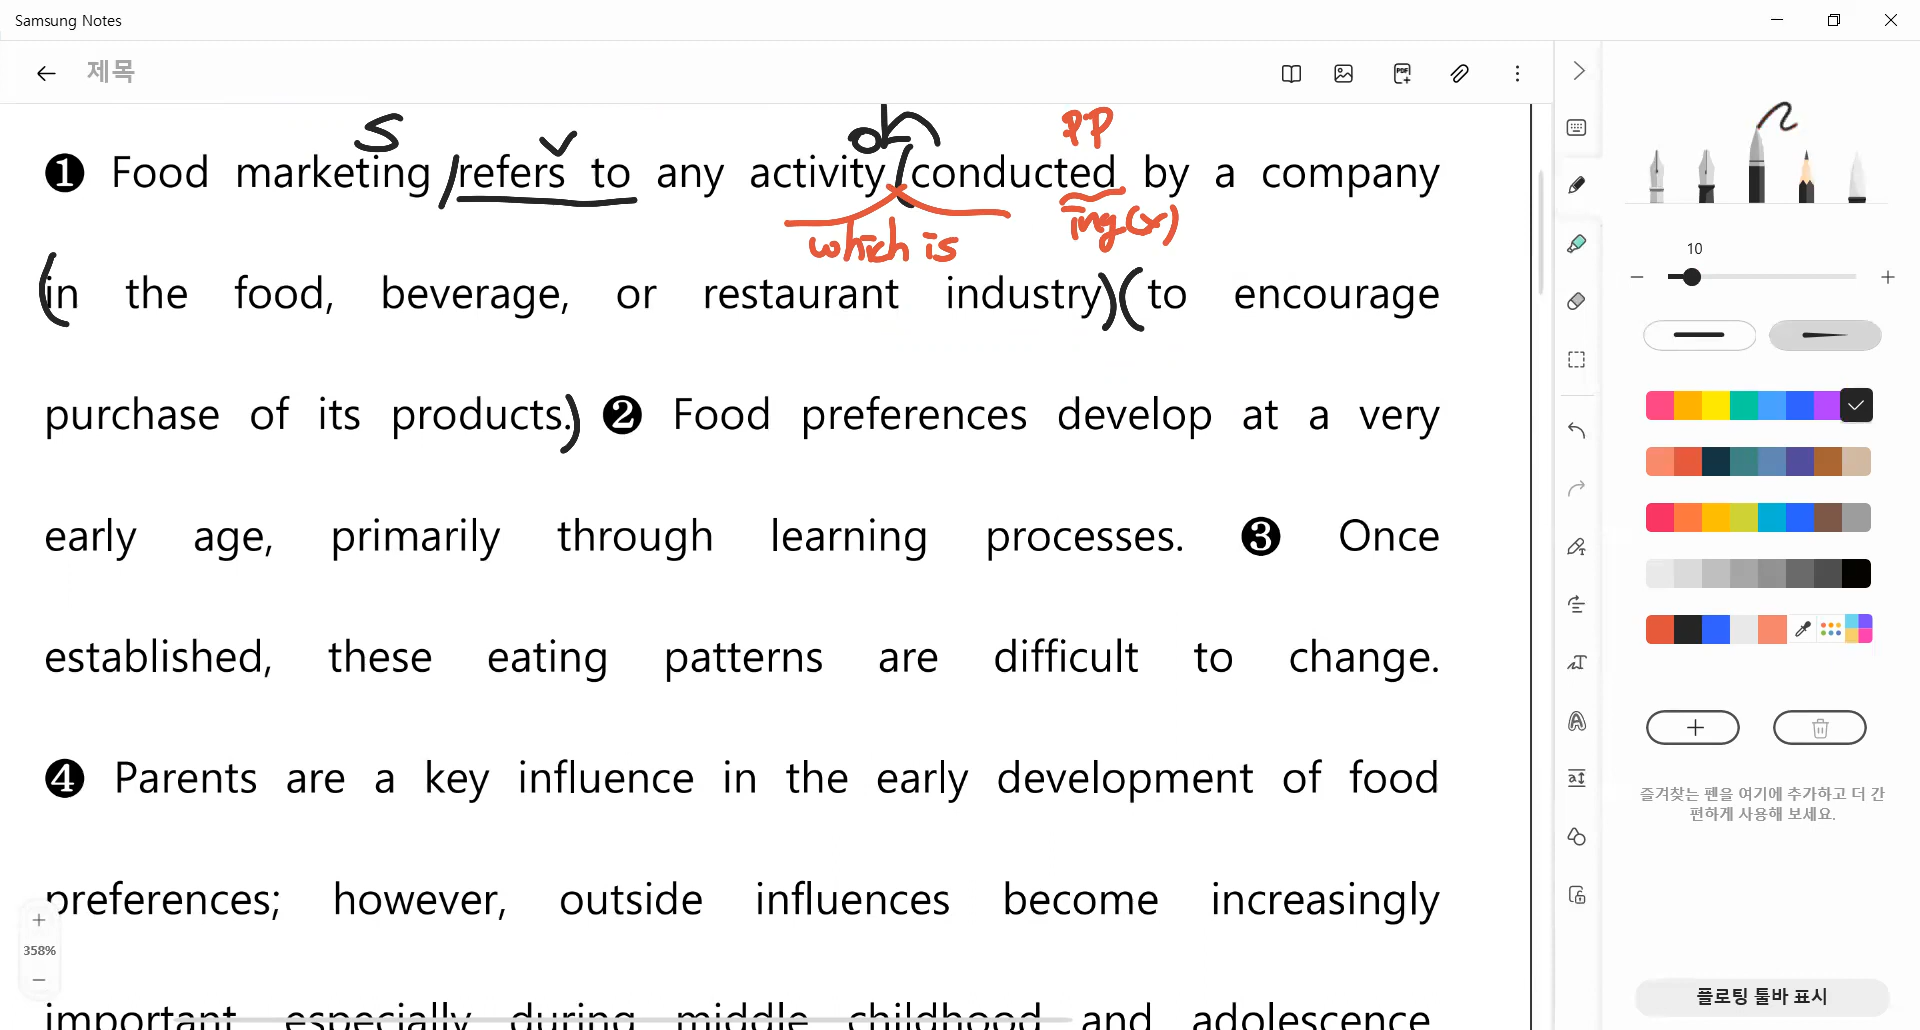 Samsung Notes
제목
S V pp
❶ Food marketing refers to any activity conducted by a company
which is ing(x)
in the food, beverage, or restaurant industry to encourage
purchase of its products. ❷ Food preferences develop at a very
early age, primarily through learning processes. ❸ Once
established, these eating patterns are difficult to change.
❹ Parents are a key influence in the early development of food
preferences; however, outside influences become increasingly
important especially during middle childhood and adolescence
358%
10
즐겨찾는 펜을 여기에 추가하고 더 간
편하게 사용해 보세요.
플로팅 툴바 표시